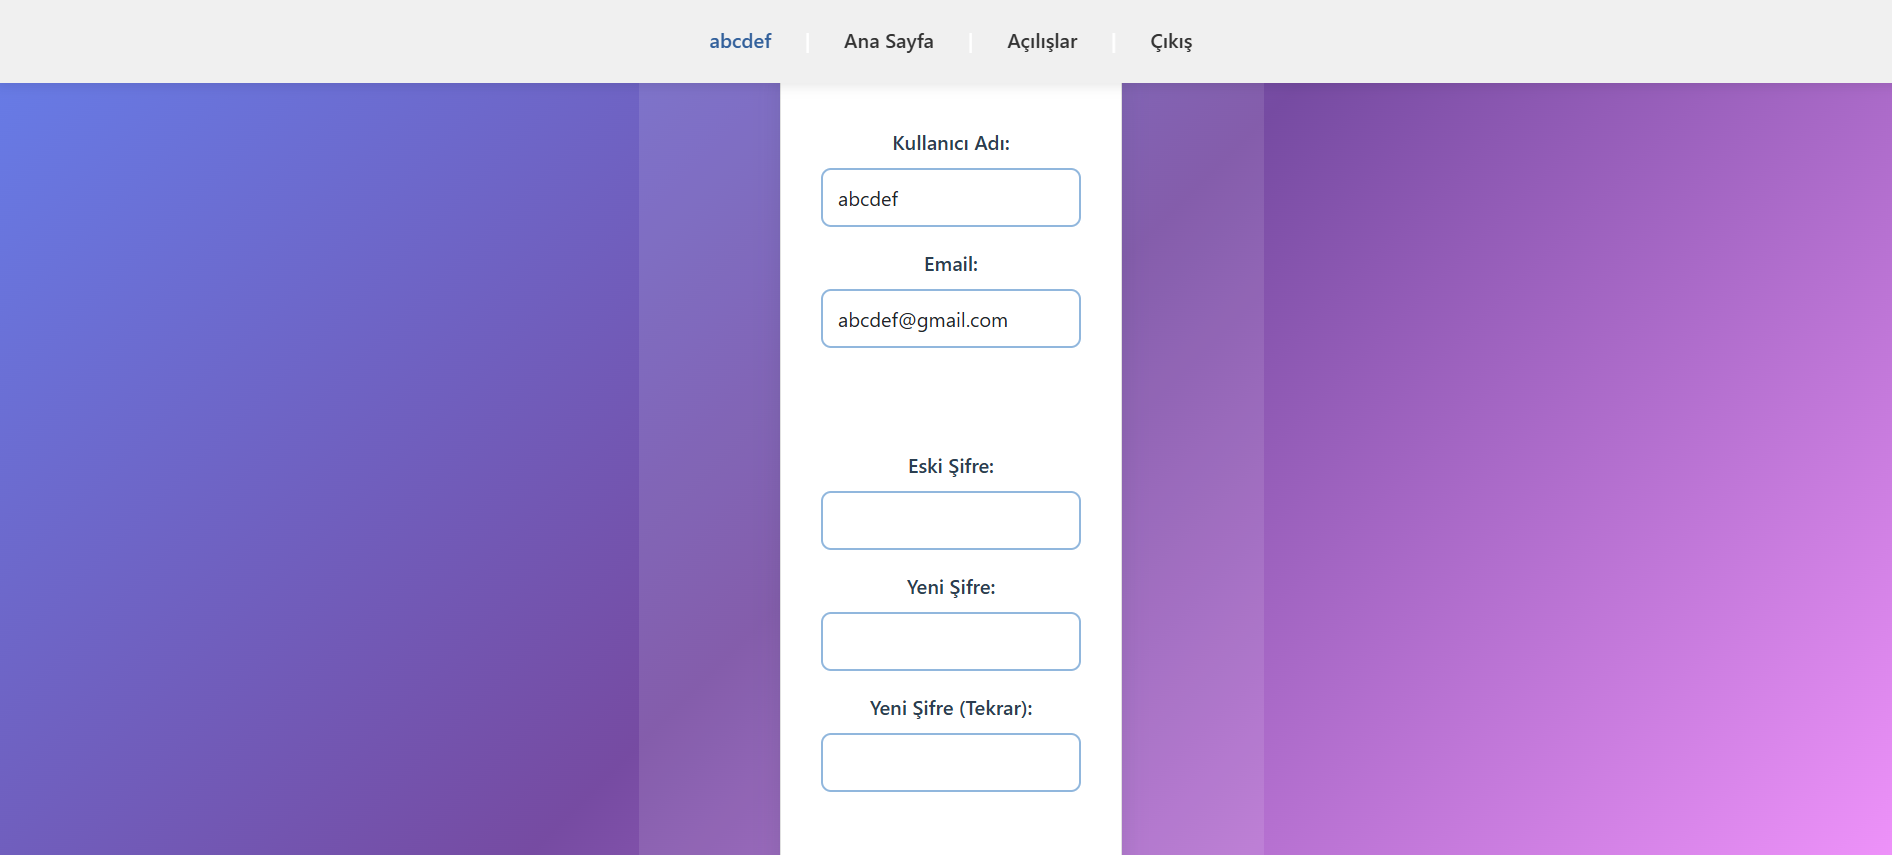 abcdef | Ana Sayfa | Açılışlar | Çıkış
Kullanıcı Adı:
abcdef
Email:
abcdef@gmail.com
Eski Şifre:
Yeni Şifre:
Yeni Şifre (Tekrar):